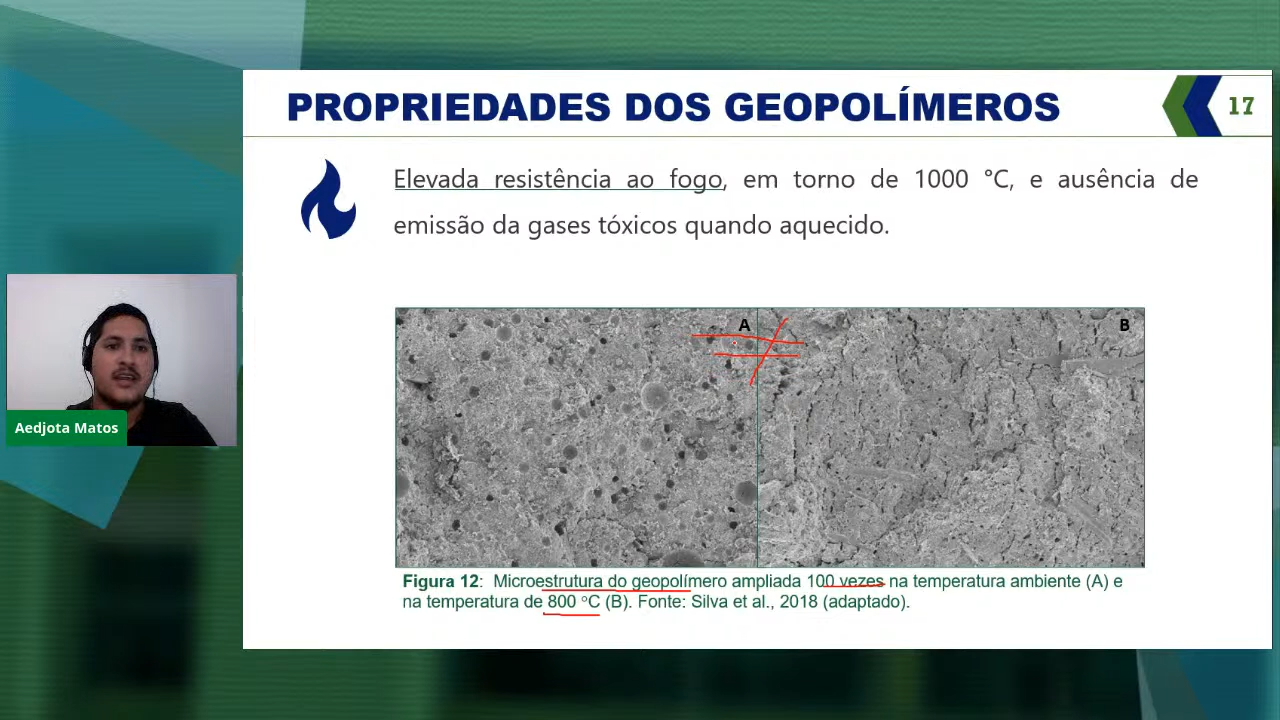 PROPRIEDADES DOS GEOPOLÍMEROS
17
Elevada resistência ao fogo, em torno de 1000 °C, e ausência de
emissão da gases tóxicos quando aquecido.
A
B
Aedjota Matos
Figura 12: Microestrutura do geopolímero ampliada 100 vezes na temperatura ambiente (A) e
na temperatura de 800 °C (B). Fonte: Silva et al., 2018 (adaptado).